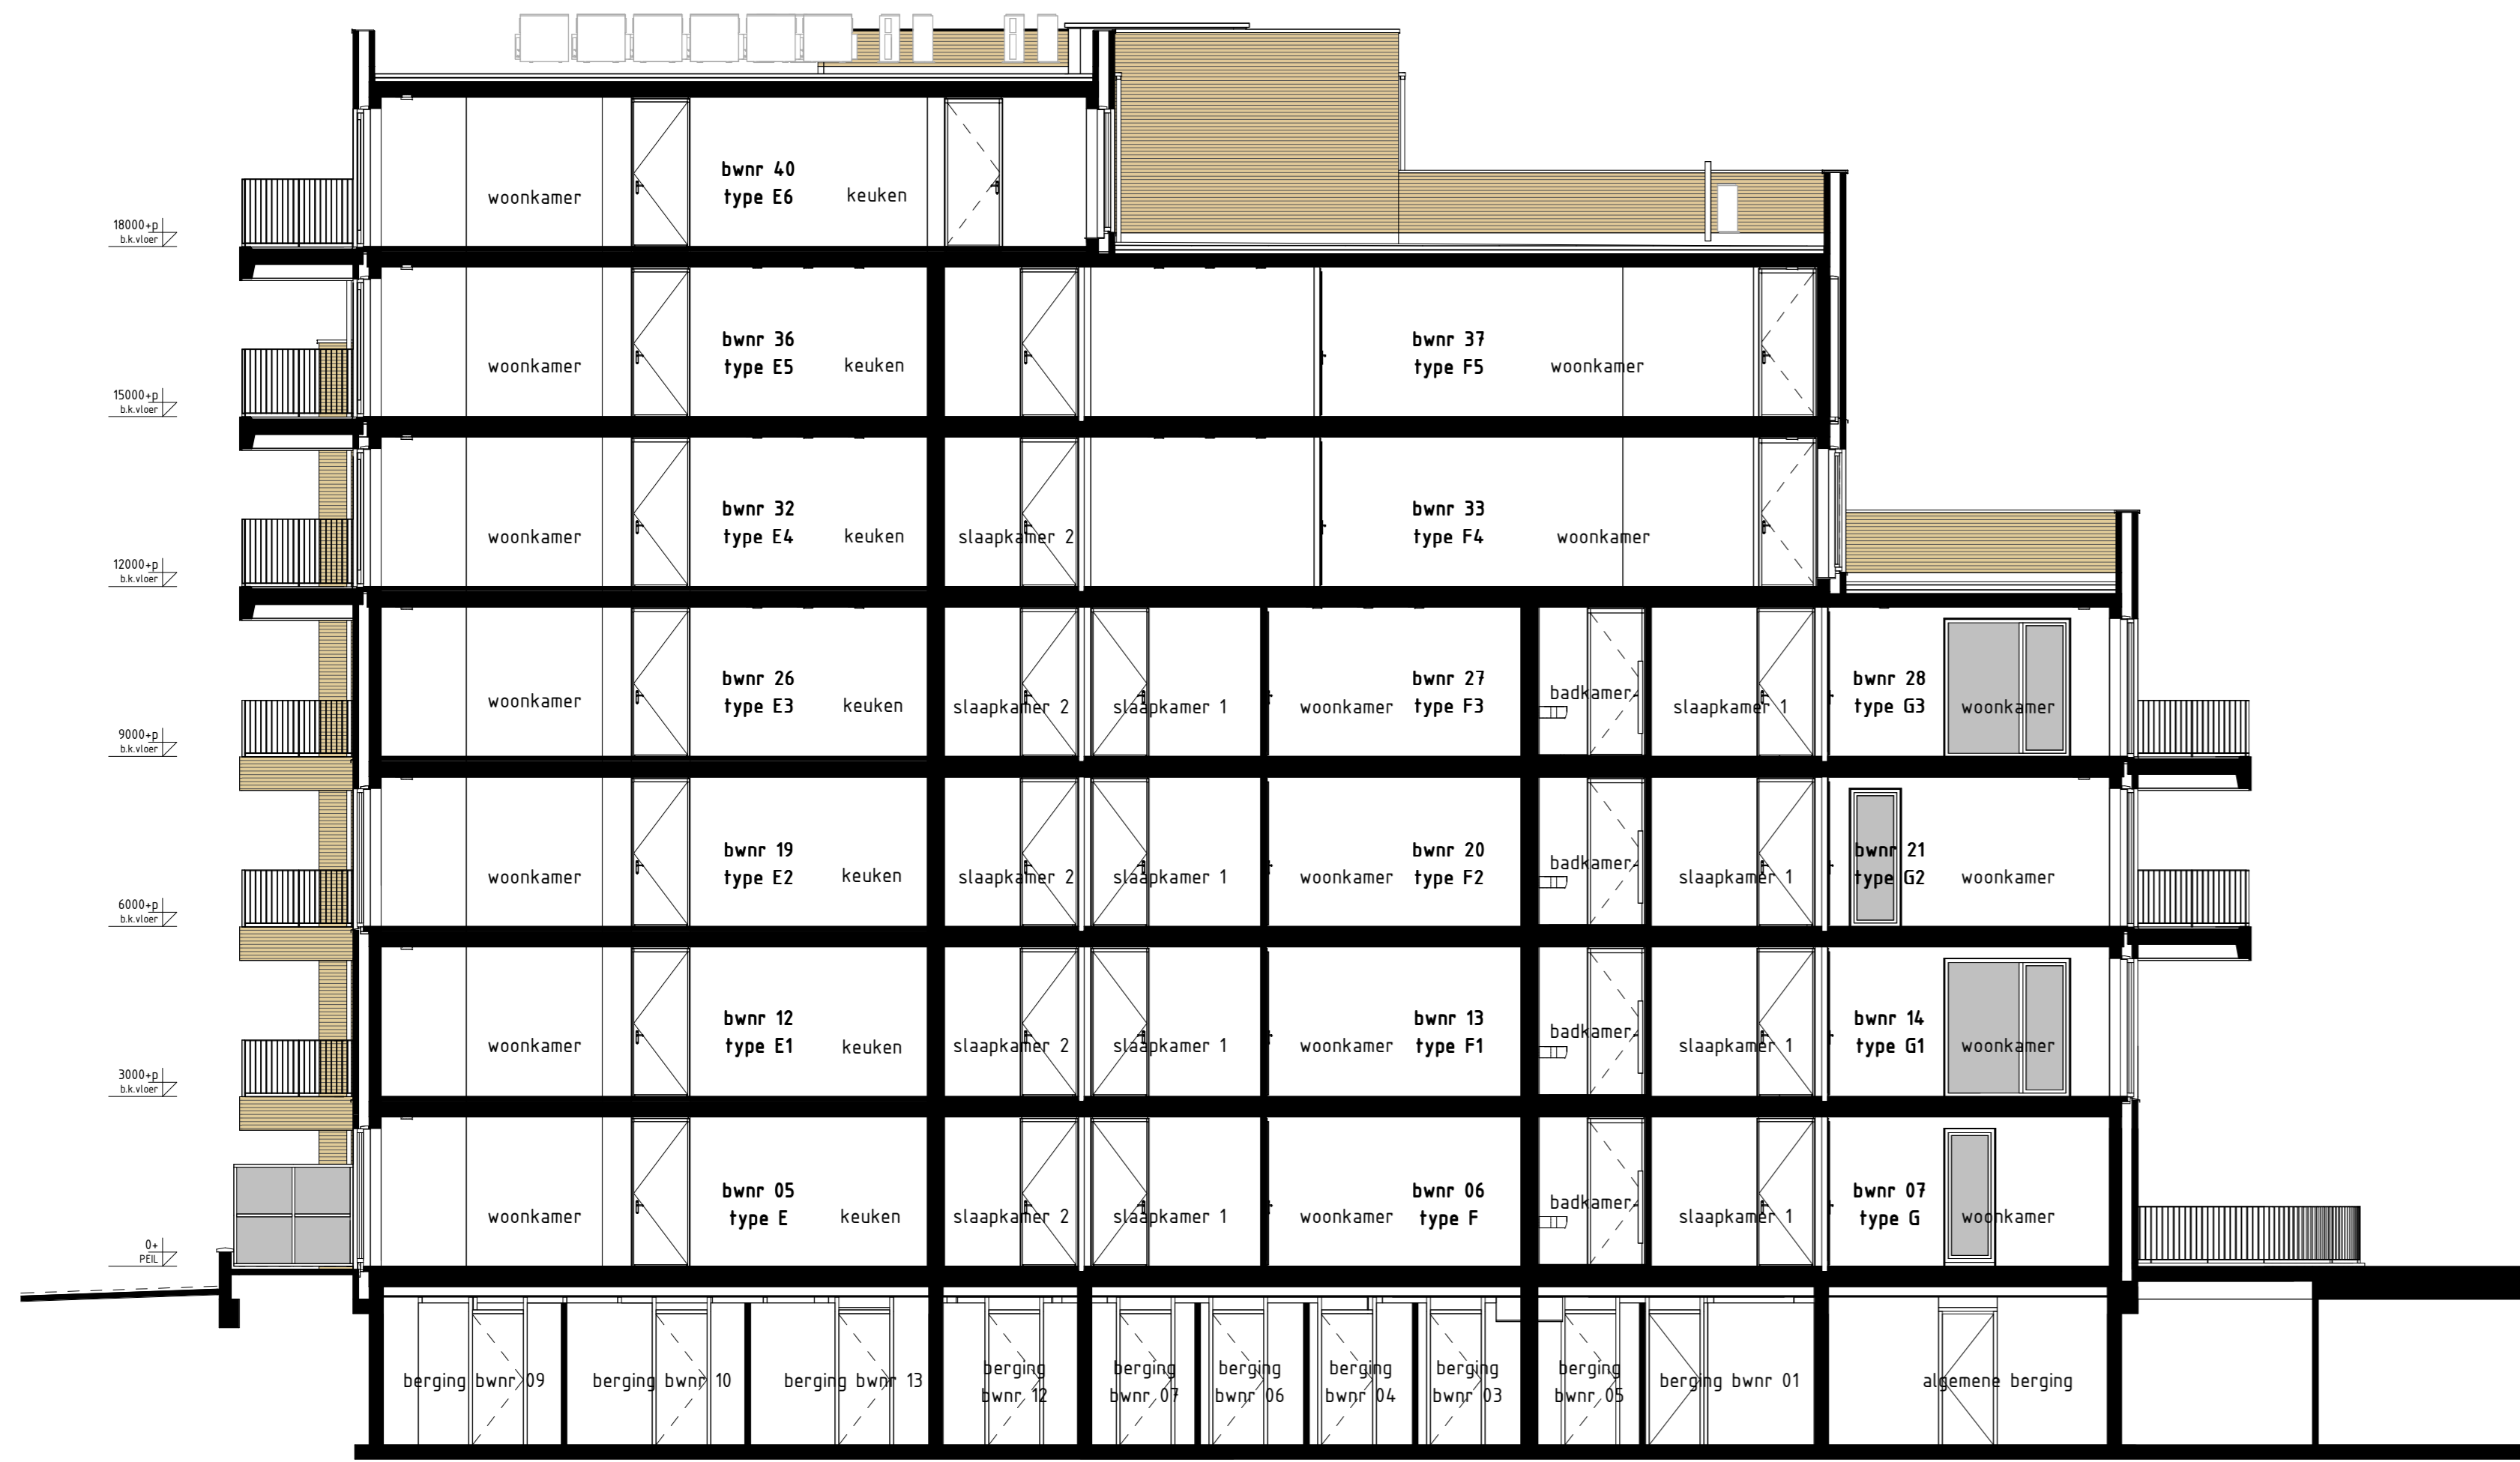 bwnr 40
type E6
woonkamer
keuken
18000+p
b.k.vloer
bwnr 36
type E5
woonkamer
keuken
bwnr 37
type F5
woonkamer
15000+p
b.k.vloer
bwnr 32
type E4
woonkamer
keuken
slaapkamer 2
bwnr 33
type F4
woonkamer
12000+p
b.k.vloer
bwnr 26
type E3
woonkamer
keuken
slaapkamer 2
slaapkamer 1
woonkamer
bwnr 27
type F3
badkamer
slaapkamer 1
bwnr 28
type G3
woonkamer
9000+p
b.k.vloer
bwnr 19
type E2
woonkamer
keuken
slaapkamer 2
slaapkamer 1
woonkamer
bwnr 20
type F2
badkamer
slaapkamer 1
bwnr 21
type G2
woonkamer
6000+p
b.k.vloer
bwnr 12
type E1
woonkamer
keuken
slaapkamer 2
slaapkamer 1
woonkamer
bwnr 13
type F1
badkamer
slaapkamer 1
bwnr 14
type G1
woonkamer
3000+p
b.k.vloer
bwnr 05
type E
woonkamer
keuken
slaapkamer 2
slaapkamer 1
woonkamer
bwnr 06
type F
badkamer
slaapkamer 1
bwnr 07
type G
woonkamer
0+
PEIL
berging bwnr 09
berging bwnr 10
berging bwnr 13
berging
bwnr 12
berging
bwnr 07
berging
bwnr 06
berging
bwnr 04
berging
bwnr 03
berging
bwnr 05
berging bwnr 01
algemene berging